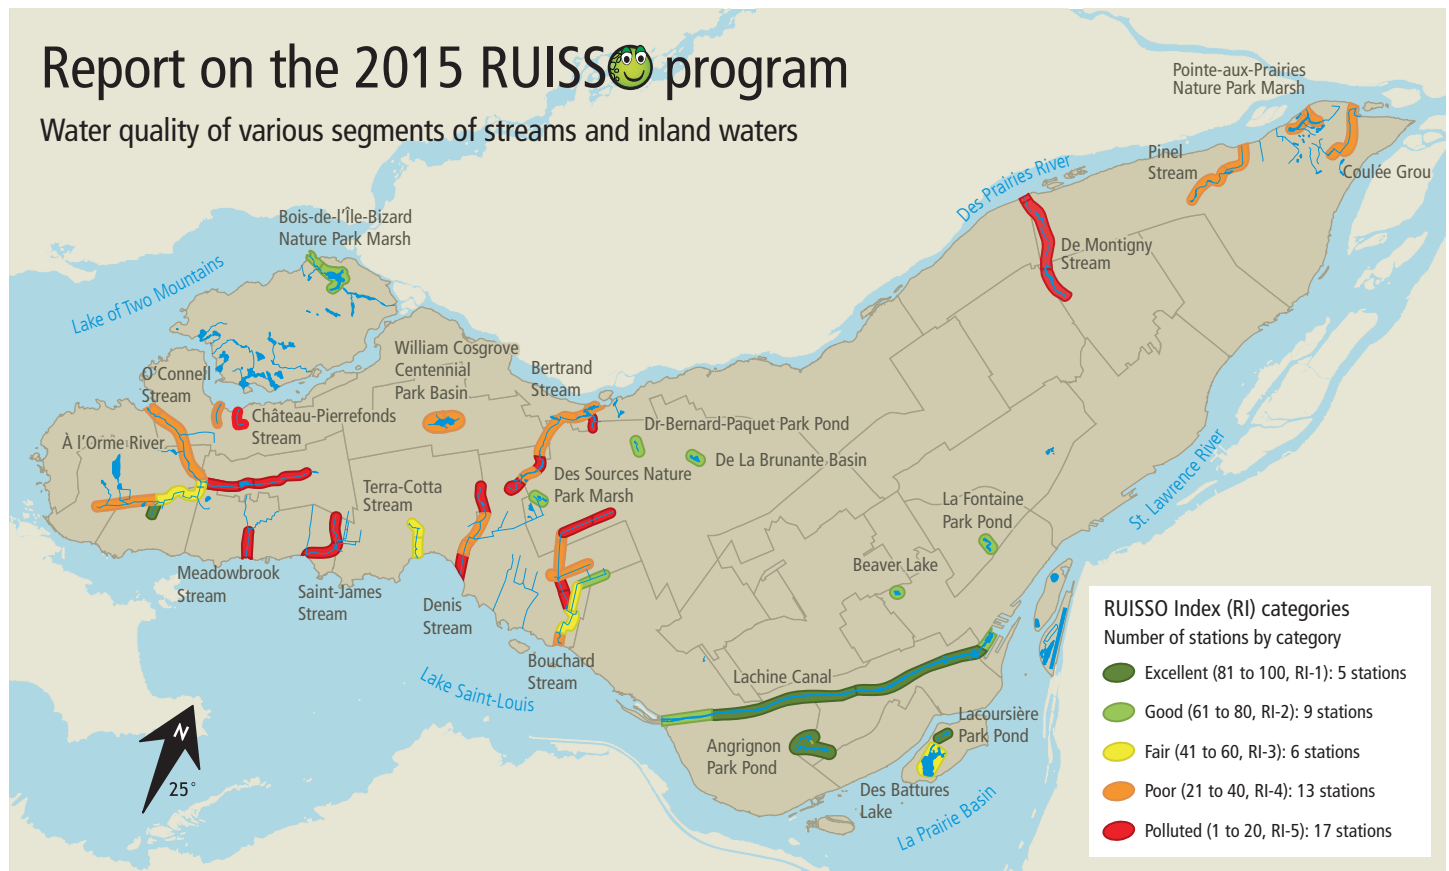 Report on the 2015 RUISSO program
Water quality of various segments of streams and inland waters
Pointe-aux-Prairies
Nature Park Marsh
Pinel
Stream
Coulée Grou
Des Prairies River
De Montigny
Stream
Bois-de-l'Île-Bizard
Nature Park Marsh
Lake of Two Mountains
William Cosgrove
Centennial
Park Basin
Bertrand
Stream
O'Connell
Stream
Château-Pierrefonds
Stream
À l'Orme River
Dr-Bernard-Paquet Park Pond
De La Brunante Basin
Des Sources Nature
Park Marsh
Terra-Cotta
Stream
La Fontaine
Park Pond
St. Lawrence River
Beaver Lake
Meadowbrook
Stream
Saint-James
Stream
Denis
Stream
Bouchard
Stream
Lake Saint-Louis
Lachine Canal
Angrignon
Park Pond
Lacoursière
Park Pond
Des Battures
Lake
La Prairie Basin
N
25°
RUISSO Index (RI) categories
Number of stations by category
Excellent (81 to 100, RI-1): 5 stations
Good (61 to 80, RI-2): 9 stations
Fair (41 to 60, RI-3): 6 stations
Poor (21 to 40, RI-4): 13 stations
Polluted (1 to 20, RI-5): 17 stations